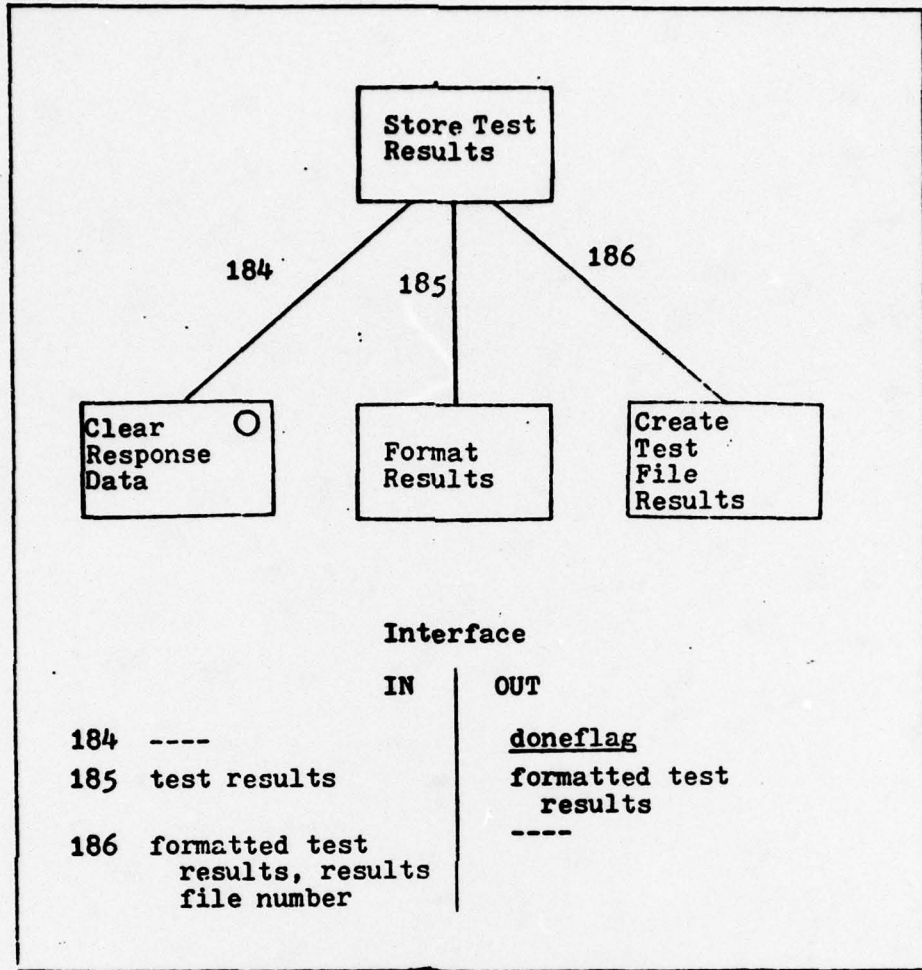 Store Test
Results
184
185
186
Clear
Response
Data
Format
Results
Create
Test
File
Results
Interface
IN OUT
184 ---- doneflag
185 test results formatted test
results
----
186 formatted test
results, results
file number